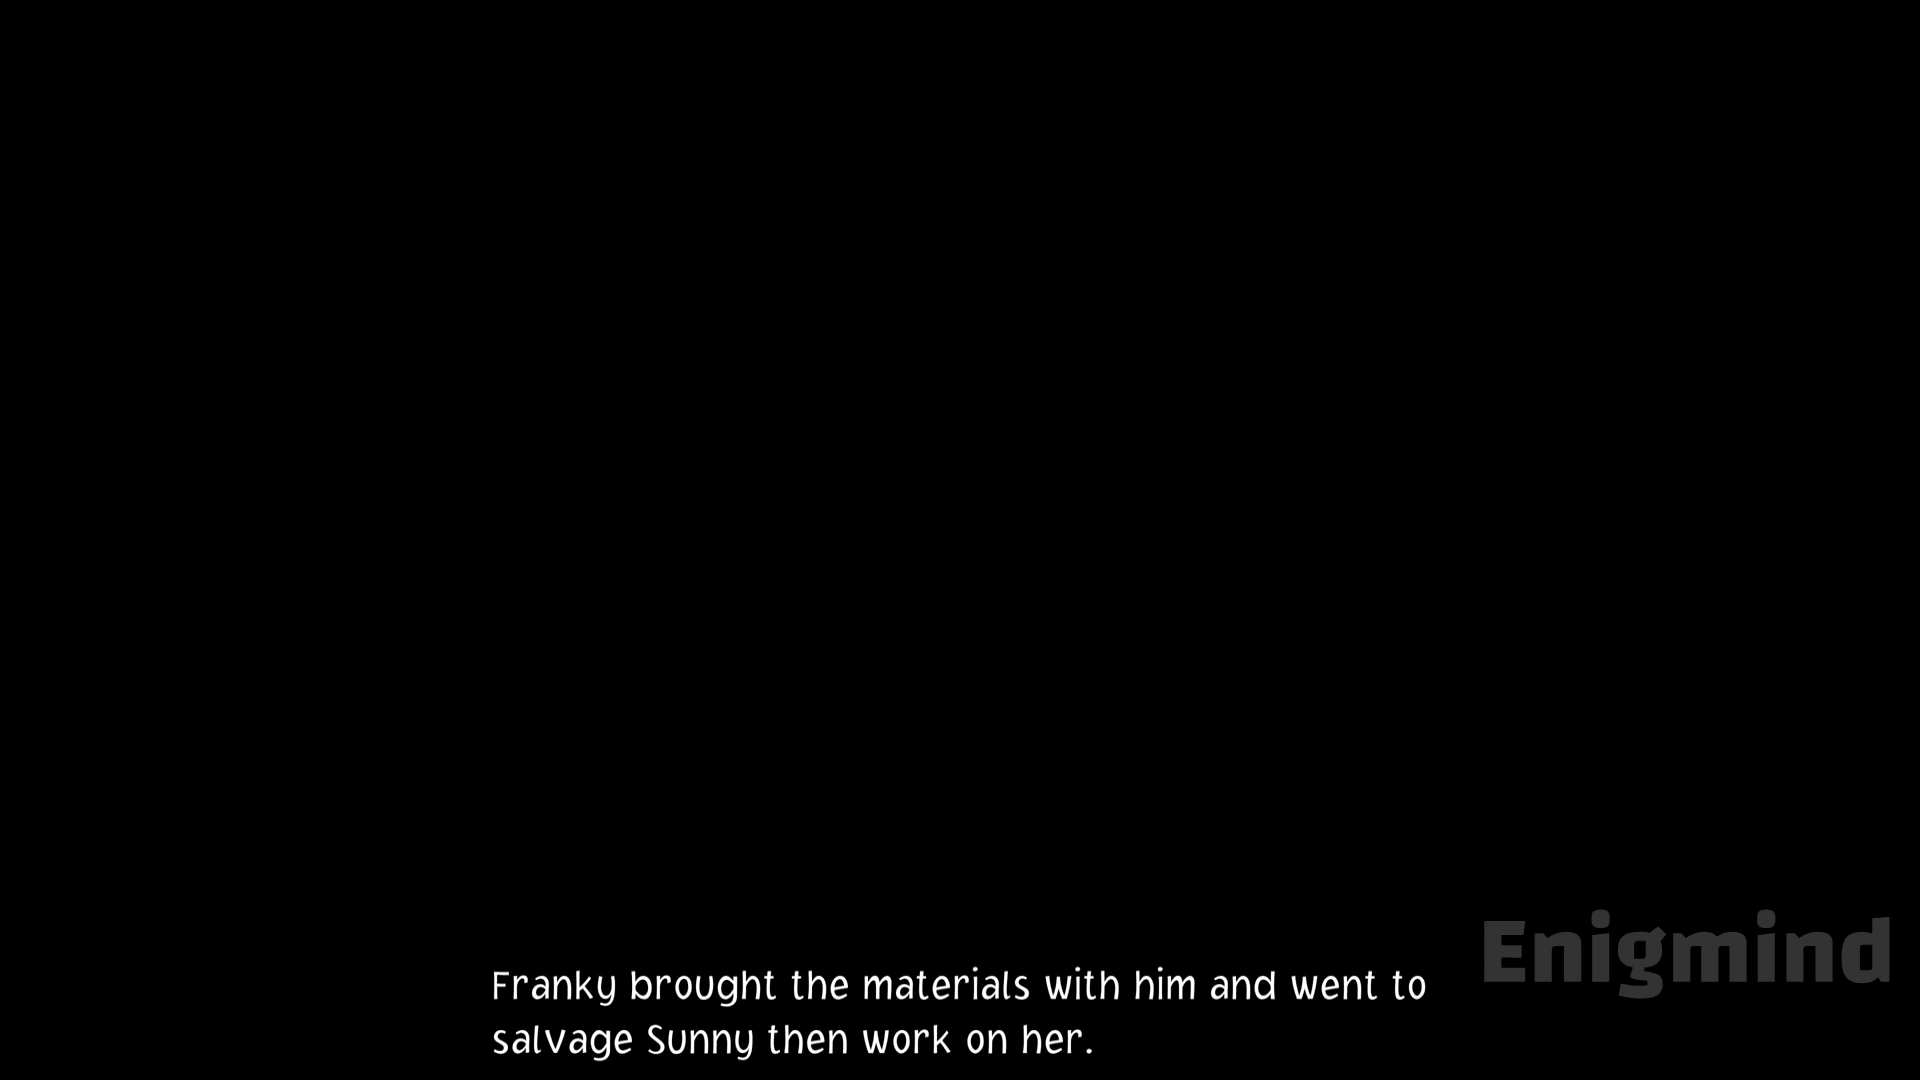 Enigmind
Franky brought the materials with him and went to
salvage Sunny then work on her.